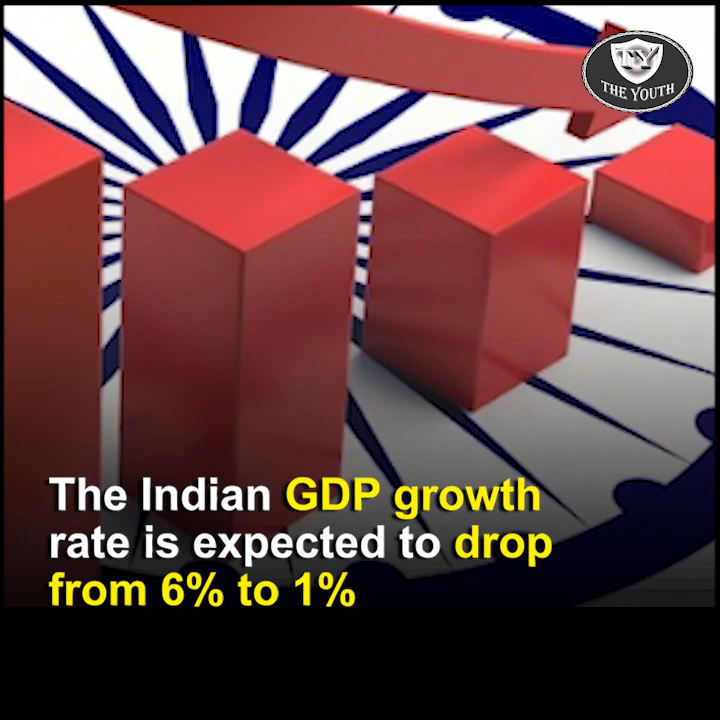 TY
THE YOUTH
The Indian GDP growth
rate is expected to drop
from 6% to 1%